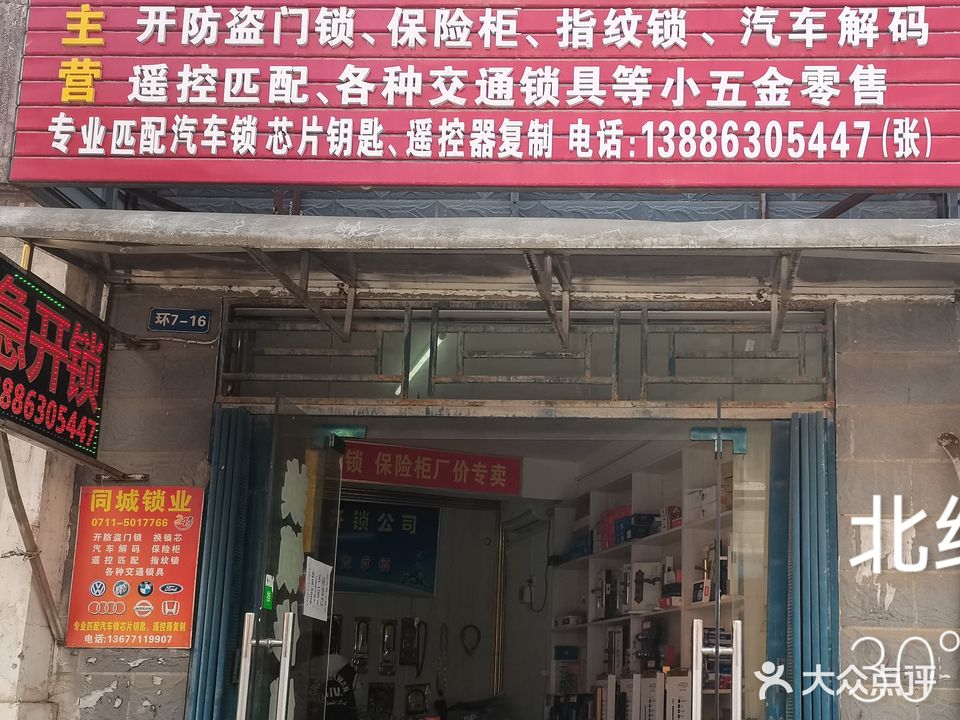 主营
开防盗门锁、保险柜、指纹锁、汽车解码
遥控匹配、各种交通锁具等小五金零售
专业匹配汽车锁芯片钥匙、遥控器复制 电话:13886305447(张)
环7-16
急开锁
886305447
锁 保险柜厂价专卖
开锁公司
同城锁业
0711-5017766
开防盗门锁 换锁芯
汽车解码 保险柜
遥控匹配 指纹锁
各种交通锁具
Ford
NISSAN
专业匹配汽车锁芯片钥匙、遥控器复制
电话:13677119907
北纬
30°
大众点评